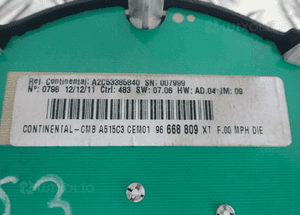 Ref. Continental: A2C53385840 SN: 007999
N°: 0796 12/12/11 Ctrl: 483 SW: 07.06 HW: AD.04 JM: 09
CONTINENTAL-CMB A515C3 CEM01 96 668 809 XT F.00 MPH DIE
53